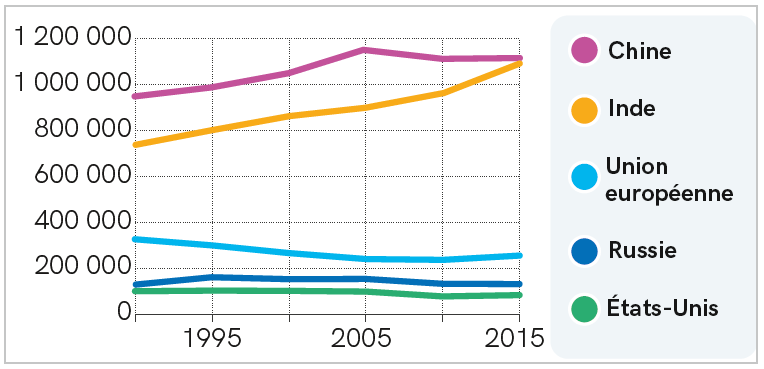 1 200 000
1 000 000
800 000
600 000
400 000
200 000
0
1995
2005
2015
Chine
Inde
Union
européenne
Russie
États-Unis